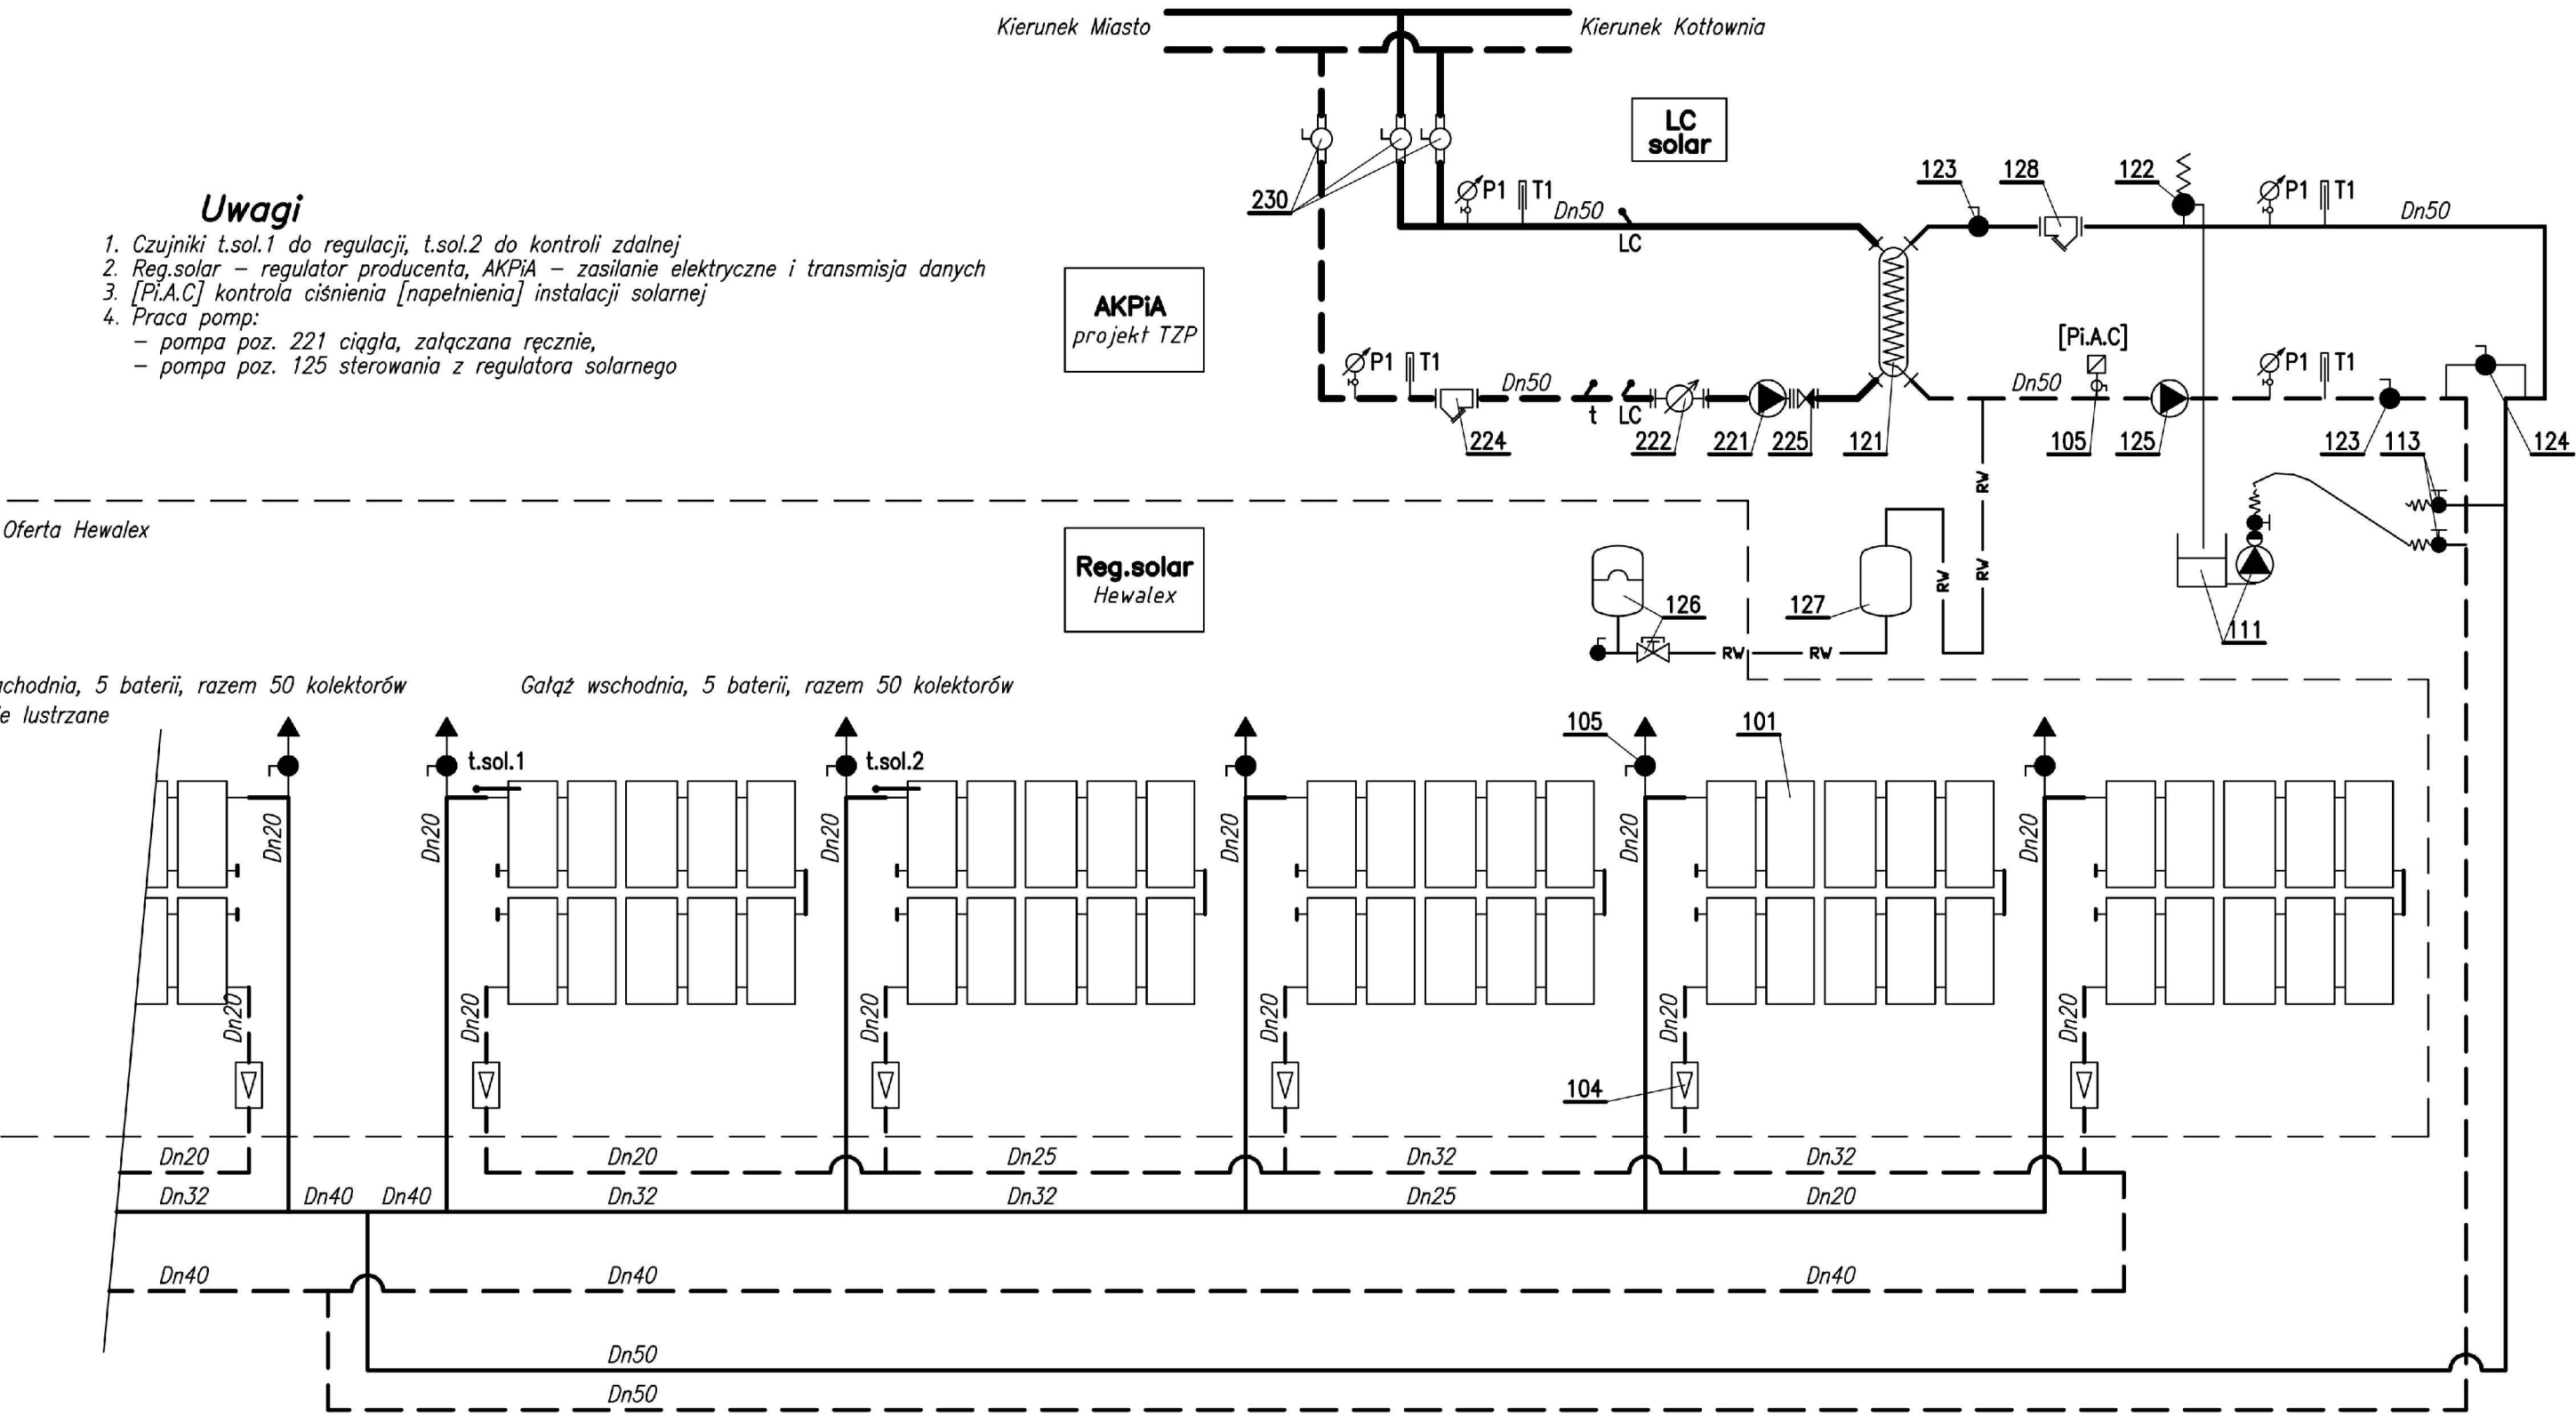 Kierunek Miasto
Kierunek Kotłownia
LC
solar
Uwagi
1. Czujniki t.sol.1 do regulacji, t.sol.2 do kontroli zdalnej
2. Reg.solar – regulator producenta, AKPiA – zasilanie elektryczne i transmisja danych
3. [Pi.A.C] kontrola ciśnienia [napełnienia] instalacji solarnej
4. Praca pomp:
– pompa poz. 221 ciągła, załączana ręcznie,
– pompa poz. 125 sterowania z regulatora solarnego
230
P1
T1
Dn50
LC
123
128
122
P1
T1
Dn50
AKPiA
projekt TZP
P1
T1
Dn50
t
LC
224
222
221
225
121
[Pi.A.C]
Dn50
P1
T1
105
125
123
113
124
RW
RW
RW
Oferta Hewalex
Reg.solar
Hewalex
126
127
111
RW
RW
chodnia, 5 baterii, razem 50 kolektorów
e lustrzane
Gałąź wschodnia, 5 baterii, razem 50 kolektorów
105
101
t.sol.1
t.sol.2
Dn20
Dn20
Dn20
Dn20
Dn20
Dn20
Dn20
Dn20
Dn20
Dn20
Dn20
Dn20
104
Dn20
Dn20
Dn25
Dn32
Dn32
Dn32
Dn40
Dn40
Dn32
Dn32
Dn25
Dn20
Dn40
Dn40
Dn40
Dn50
Dn50